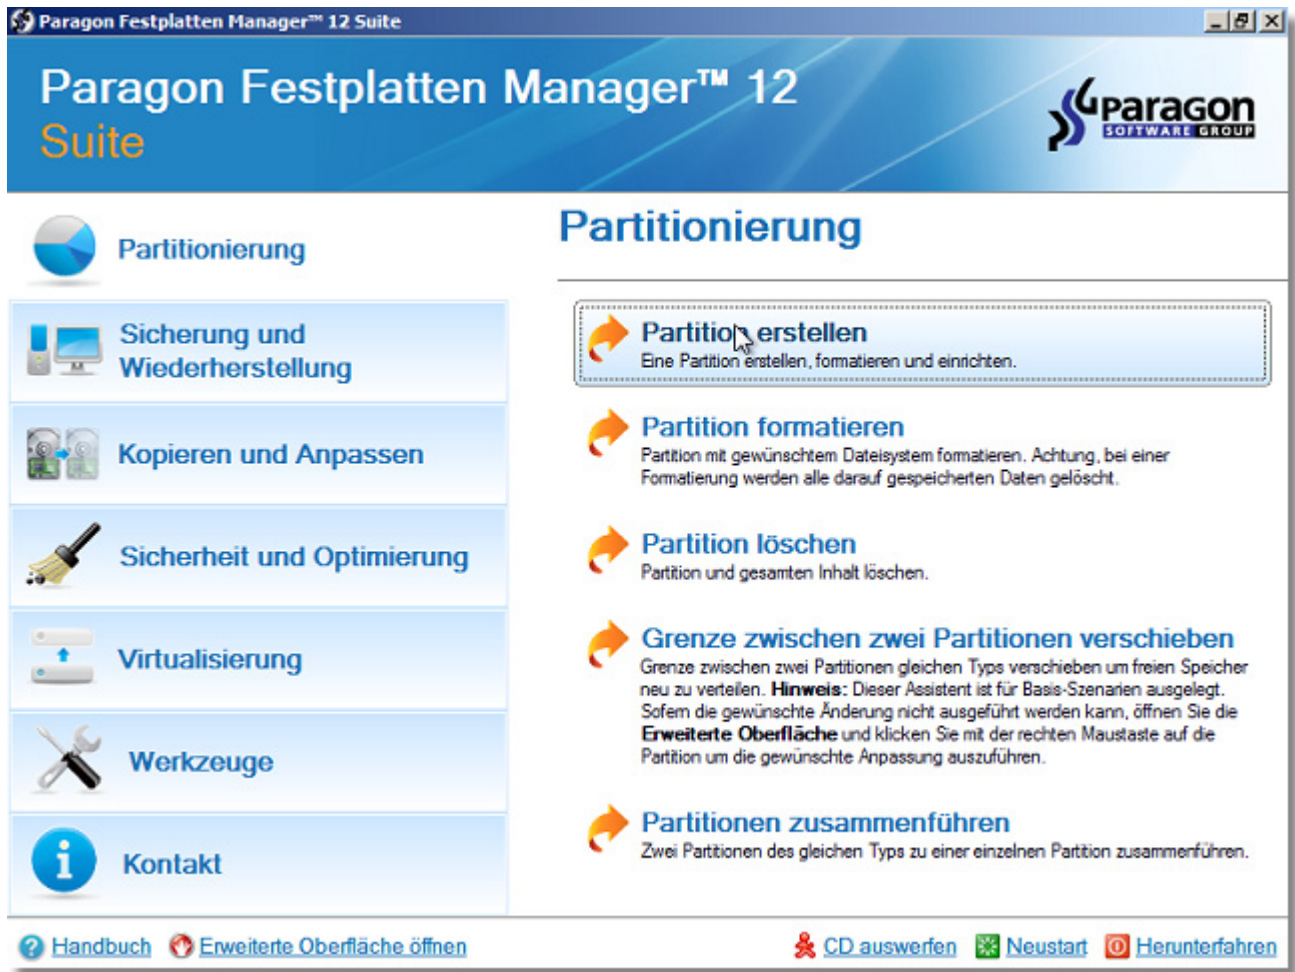 Paragon Festplatten Manager™ 12 Suite
Paragon Festplatten Manager™ 12
Suite
Paragon
SOFTWARE GROUP
Partitionierung
Sicherung und
Wiederherstellung
Kopieren und Anpassen
Sicherheit und Optimierung
Virtualisierung
Werkzeuge
Kontakt
Partitionierung
Partition erstellen
Eine Partition erstellen, formatieren und einrichten.
Partition formatieren
Partition mit gewünschtem Dateisystem formatieren. Achtung, bei einer
Formatierung werden alle darauf gespeicherten Daten gelöscht.
Partition löschen
Partition und gesamten Inhalt löschen.
Grenze zwischen zwei Partitionen verschieben
Grenze zwischen zwei Partitionen gleichen Typs verschieben um freien Speicher
neu zu verteilen. Hinweis: Dieser Assistent ist für Basis-Szenarien ausgelegt.
Sofern die gewünschte Änderung nicht ausgeführt werden kann, öffnen Sie die
Erweiterte Oberfläche und klicken Sie mit der rechten Maustaste auf die
Partition um die gewünschte Anpassung auszuführen.
Partitionen zusammenführen
Zwei Partitionen des gleichen Typs zu einer einzelnen Partition zusammenführen.
Handbuch
Erweiterte Oberfläche öffnen
CD auswerfen
Neustart
Herunterfahren